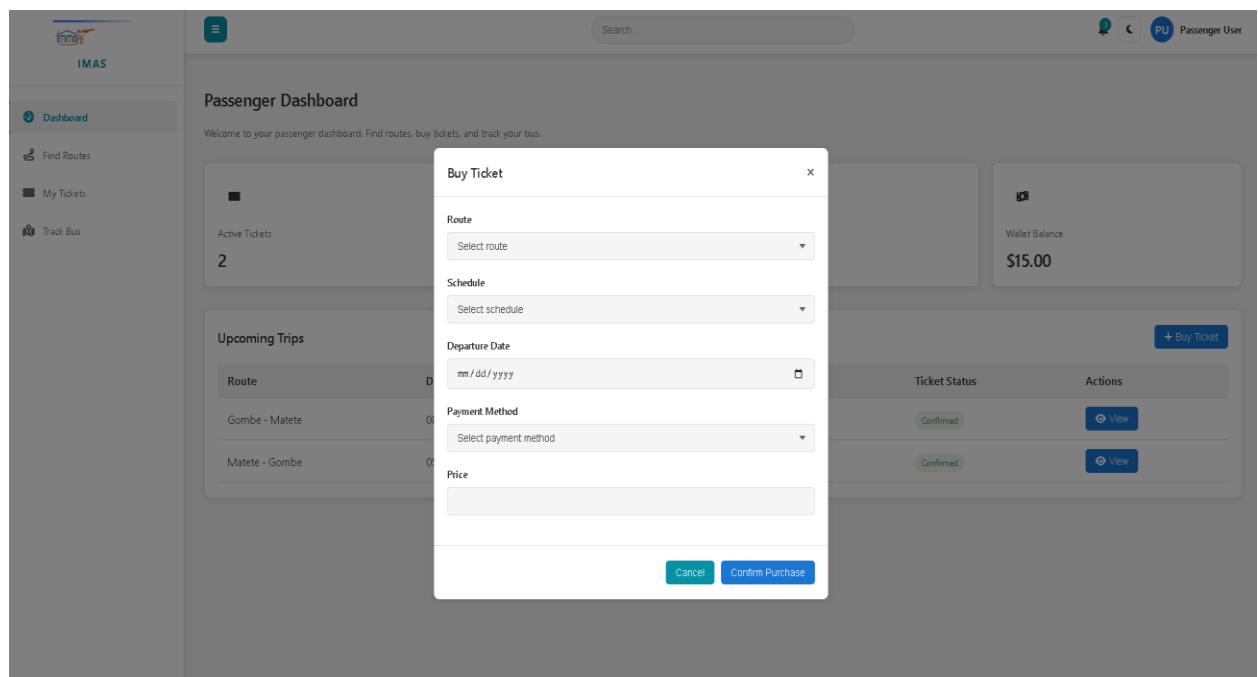 immoAf
IMAS
Search...
PU Passenger User
Dashboard
Find Routes
My Tickets
Track Bus
Passenger Dashboard
Welcome to your passenger dashboard. Find routes, buy tickets, and track your bus.
Active Tickets
2
Wallet Balance
$15.00
Upcoming Trips
+ Buy Ticket
Route Ticket Status Actions
Gombe - Matete Confirmed View
Matete - Gombe Confirmed View
Buy Ticket ×
Route
Select route
Schedule
Select schedule
Departure Date
mm/dd/yyyy
Payment Method
Select payment method
Price
Cancel Confirm Purchase